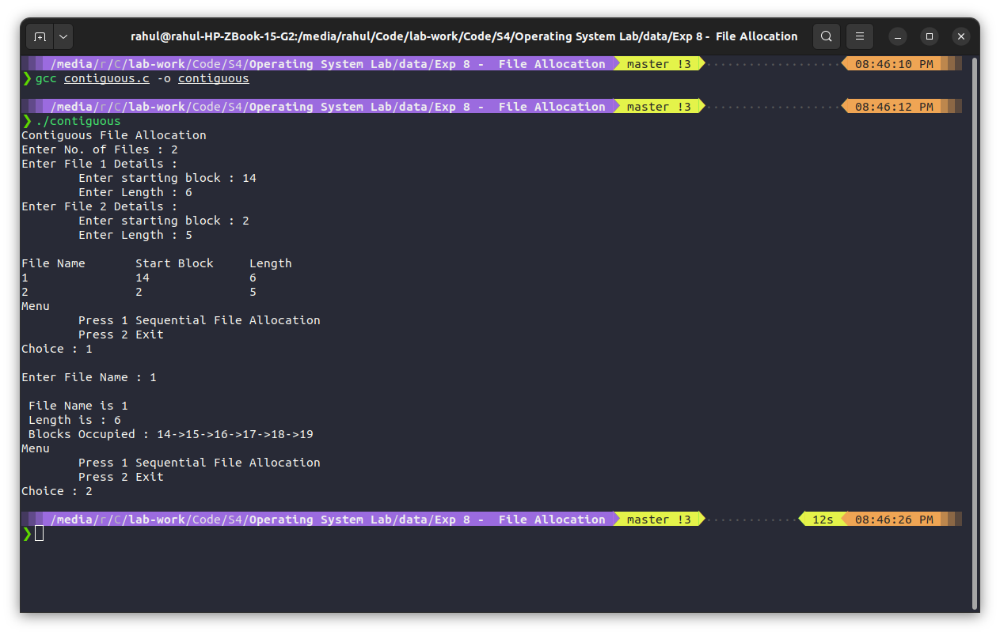 rahul@rahul-HP-ZBook-15-G2:/media/rahul/Code/lab-work/Code/S4/Operating System Lab/data/Exp 8 -  File Allocation
/media/r/C/lab-work/Code/S4/Operating System Lab/data/Exp 8 -  File Allocation  master !3  08:46:10 PM
❯ gcc contiguous.c -o contiguous
/media/r/C/lab-work/Code/S4/Operating System Lab/data/Exp 8 -  File Allocation  master !3  08:46:12 PM
❯ ./contiguous
Contiguous File Allocation
Enter No. of Files : 2
Enter File 1 Details :
        Enter starting block : 14
        Enter Length : 6
Enter File 2 Details :
        Enter starting block : 2
        Enter Length : 5
File Name       Start Block     Length
1               14              6
2               2               5
Menu
        Press 1 Sequential File Allocation
        Press 2 Exit
Choice : 1
Enter File Name : 1
 File Name is 1
 Length is : 6
 Blocks Occupied : 14->15->16->17->18->19
Menu
        Press 1 Sequential File Allocation
        Press 2 Exit
Choice : 2
/media/r/C/lab-work/Code/S4/Operating System Lab/data/Exp 8 -  File Allocation  master !3  12s  08:46:26 PM
❯